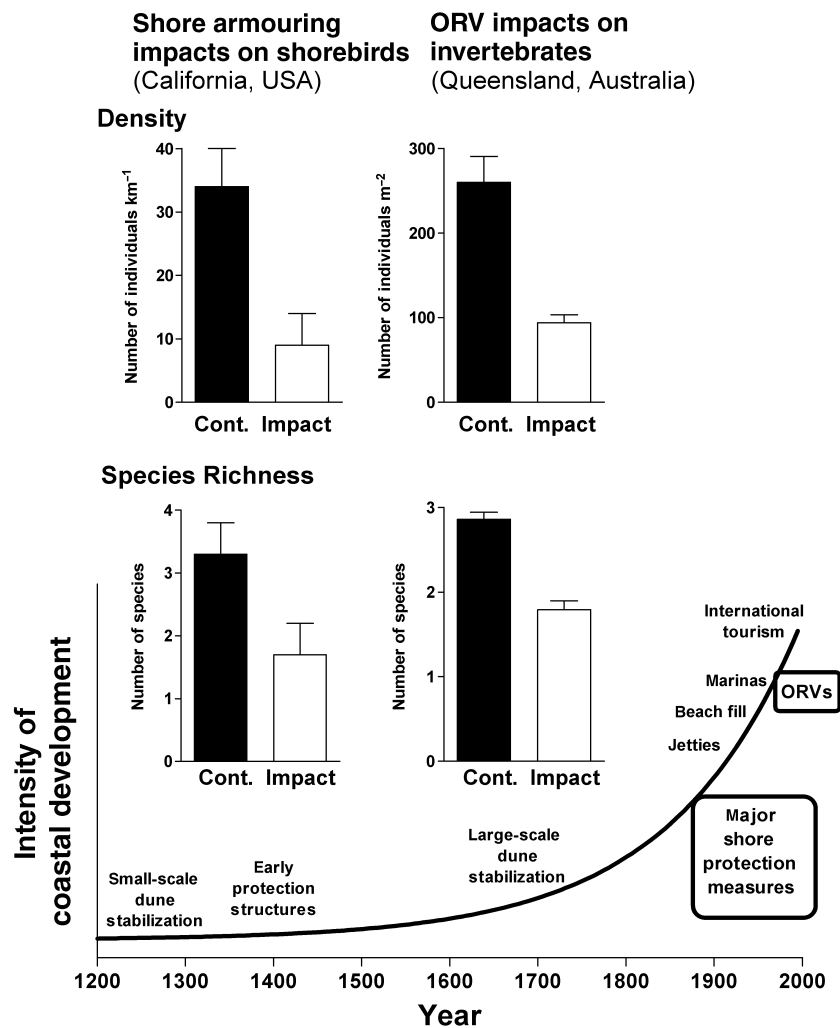 Shore armouring
impacts on shorebirds
(California, USA)
ORV impacts on
invertebrates
(Queensland, Australia)
Density
Number of individuals km⁻¹
40
30
20
10
0
Cont. Impact
Number of individuals m⁻²
300
200
100
0
Cont. Impact
Species Richness
Number of species
4
3
2
1
0
Cont. Impact
Number of species
3
2
1
0
Cont. Impact
Intensity of
coastal development
Small-scale
dune
stabilization
Early
protection
structures
Large-scale
dune
stabilization
International
tourism
Marinas
ORVs
Beach fill
Jetties
Major
shore
protection
measures
1200 1300 1400 1500 1600 1700 1800 1900 2000
Year